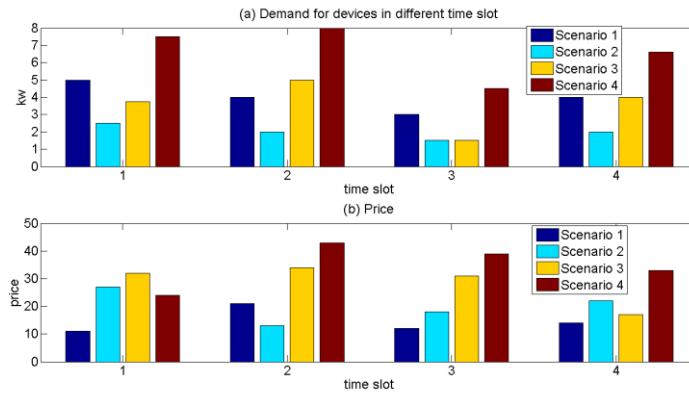 (a) Demand for devices in different time slot
8
7
6
5
4
3
2
1
0
kw
Scenario 1
Scenario 2
Scenario 3
Scenario 4
1 2 3 4
time slot
(b) Price
50
40
30
20
10
0
price
Scenario 1
Scenario 2
Scenario 3
Scenario 4
1 2 3 4
time slot